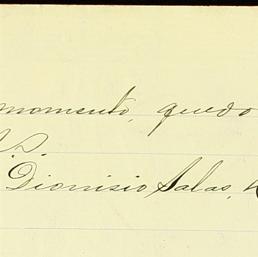 momento, quedo
S.S.
Dionisio Salas,